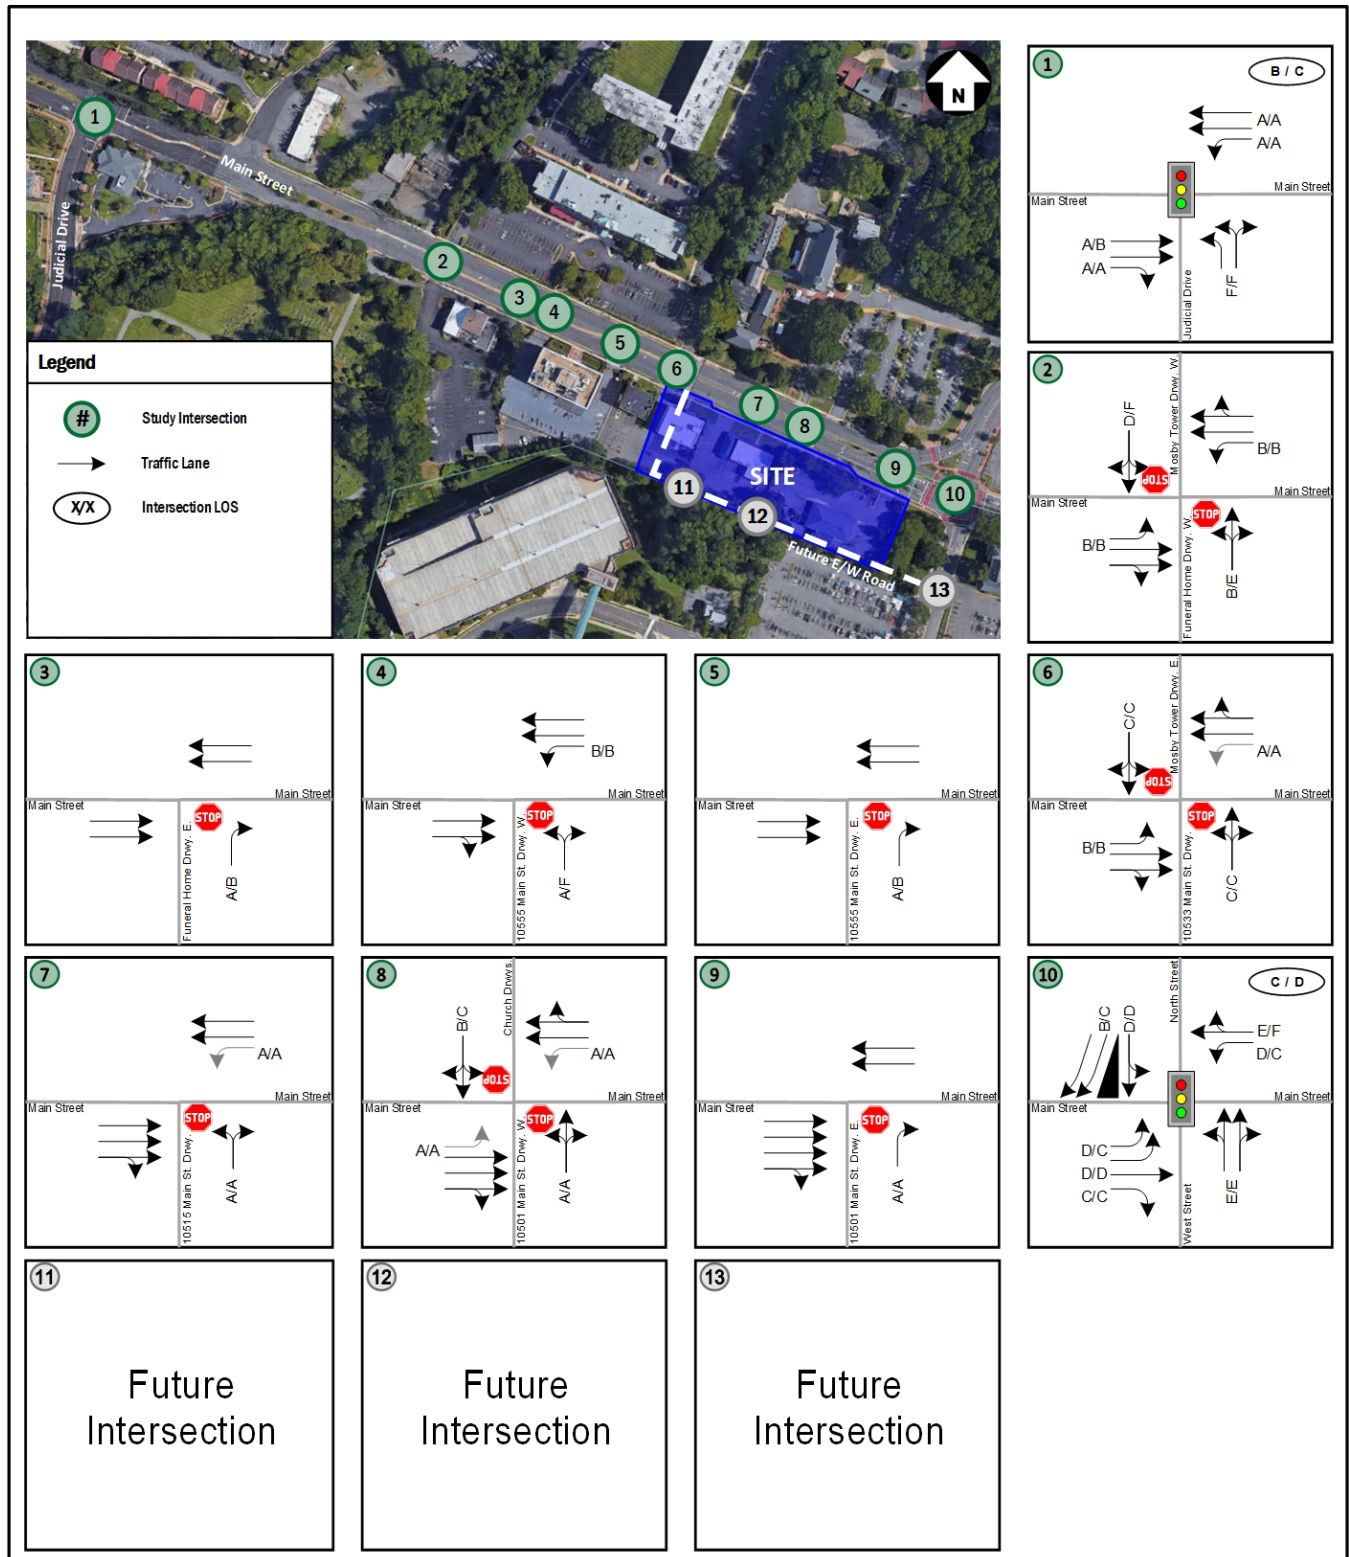 1
Main Street
Judicial Drive
N
2
3
4
5
6
7
8
9
10
11
12
13
SITE
Future E/W Road
Legend
#
Study Intersection
Traffic Lane
X/X
Intersection LOS
1
B / C
A/A
A/A
Main Street
Main Street
A/B
A/A
F/F
Judicial Drive
2
D/F
Mosby Tower Drwy. W.
B/B
STOP
Main Street
Main Street
STOP
B/B
B/E
Funeral Home Drwy. W.
3
Main Street
Main Street
STOP
Funeral Home Drwy. E.
A/B
4
B/B
Main Street
Main Street
STOP
10555 Main St. Drwy. W.
A/F
5
Main Street
Main Street
STOP
10555 Main St. Drwy. E.
A/B
6
C/C
Mosby Tower Drwy. E.
A/A
STOP
Main Street
Main Street
STOP
B/B
C/C
10533 Main St. Drwy.
7
A/A
Main Street
Main Street
STOP
10515 Main St. Drwy.
A/A
8
B/C
Church Drwys.
A/A
STOP
Main Street
Main Street
STOP
A/A
10501 Main St. Drwy. W.
A/A
9
Main Street
Main Street
STOP
10501 Main St. Drwy. E.
A/A
10
C / D
B/C
D/D
North Street
E/F
D/C
Main Street
Main Street
D/C
D/D
C/C
E/E
West Street
11
Future
Intersection
12
Future
Intersection
13
Future
Intersection